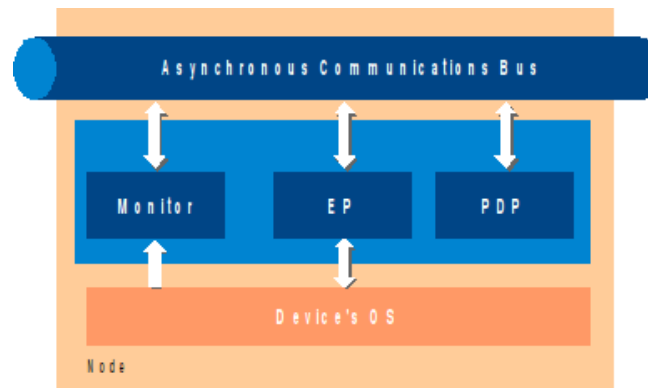 Asynchronous Communications Bus
Monitor
EP
PDP
Device's OS
Node